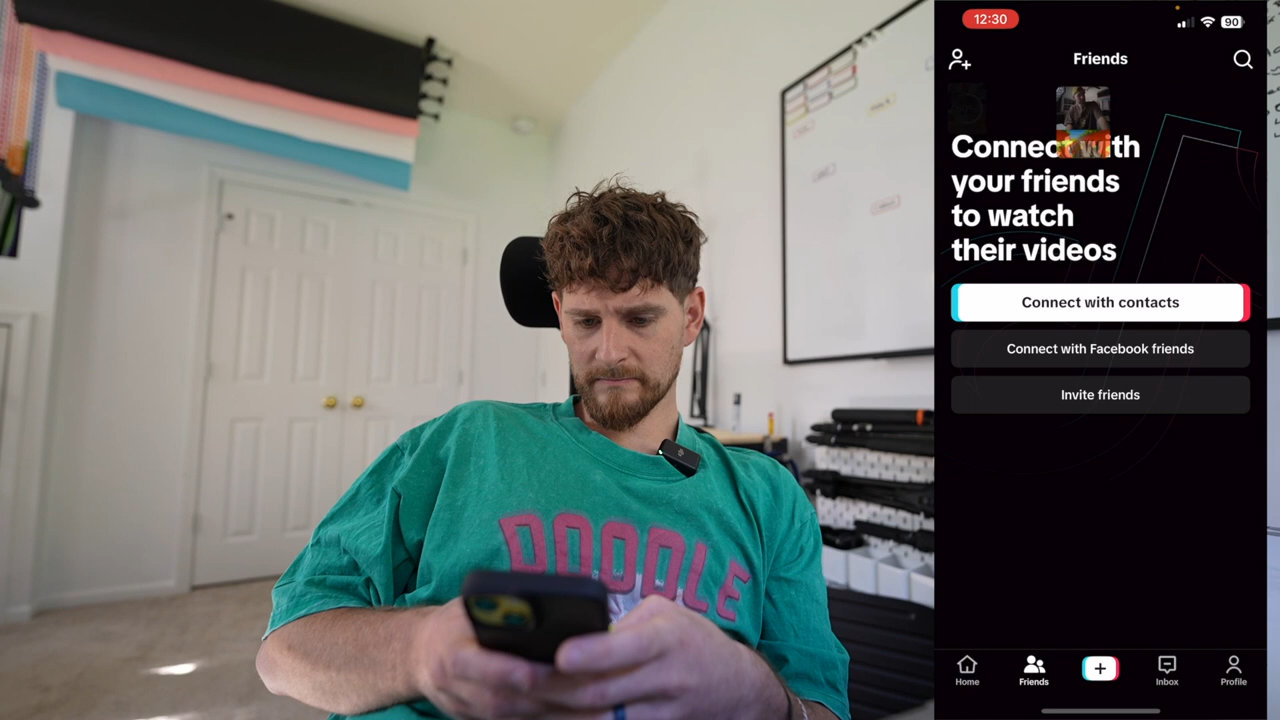 12:30
90
Friends
Connect with
your friends
to watch
their videos
Connect with contacts
Connect with Facebook friends
Invite friends
Home
Friends
Inbox
Profile
DOODLE